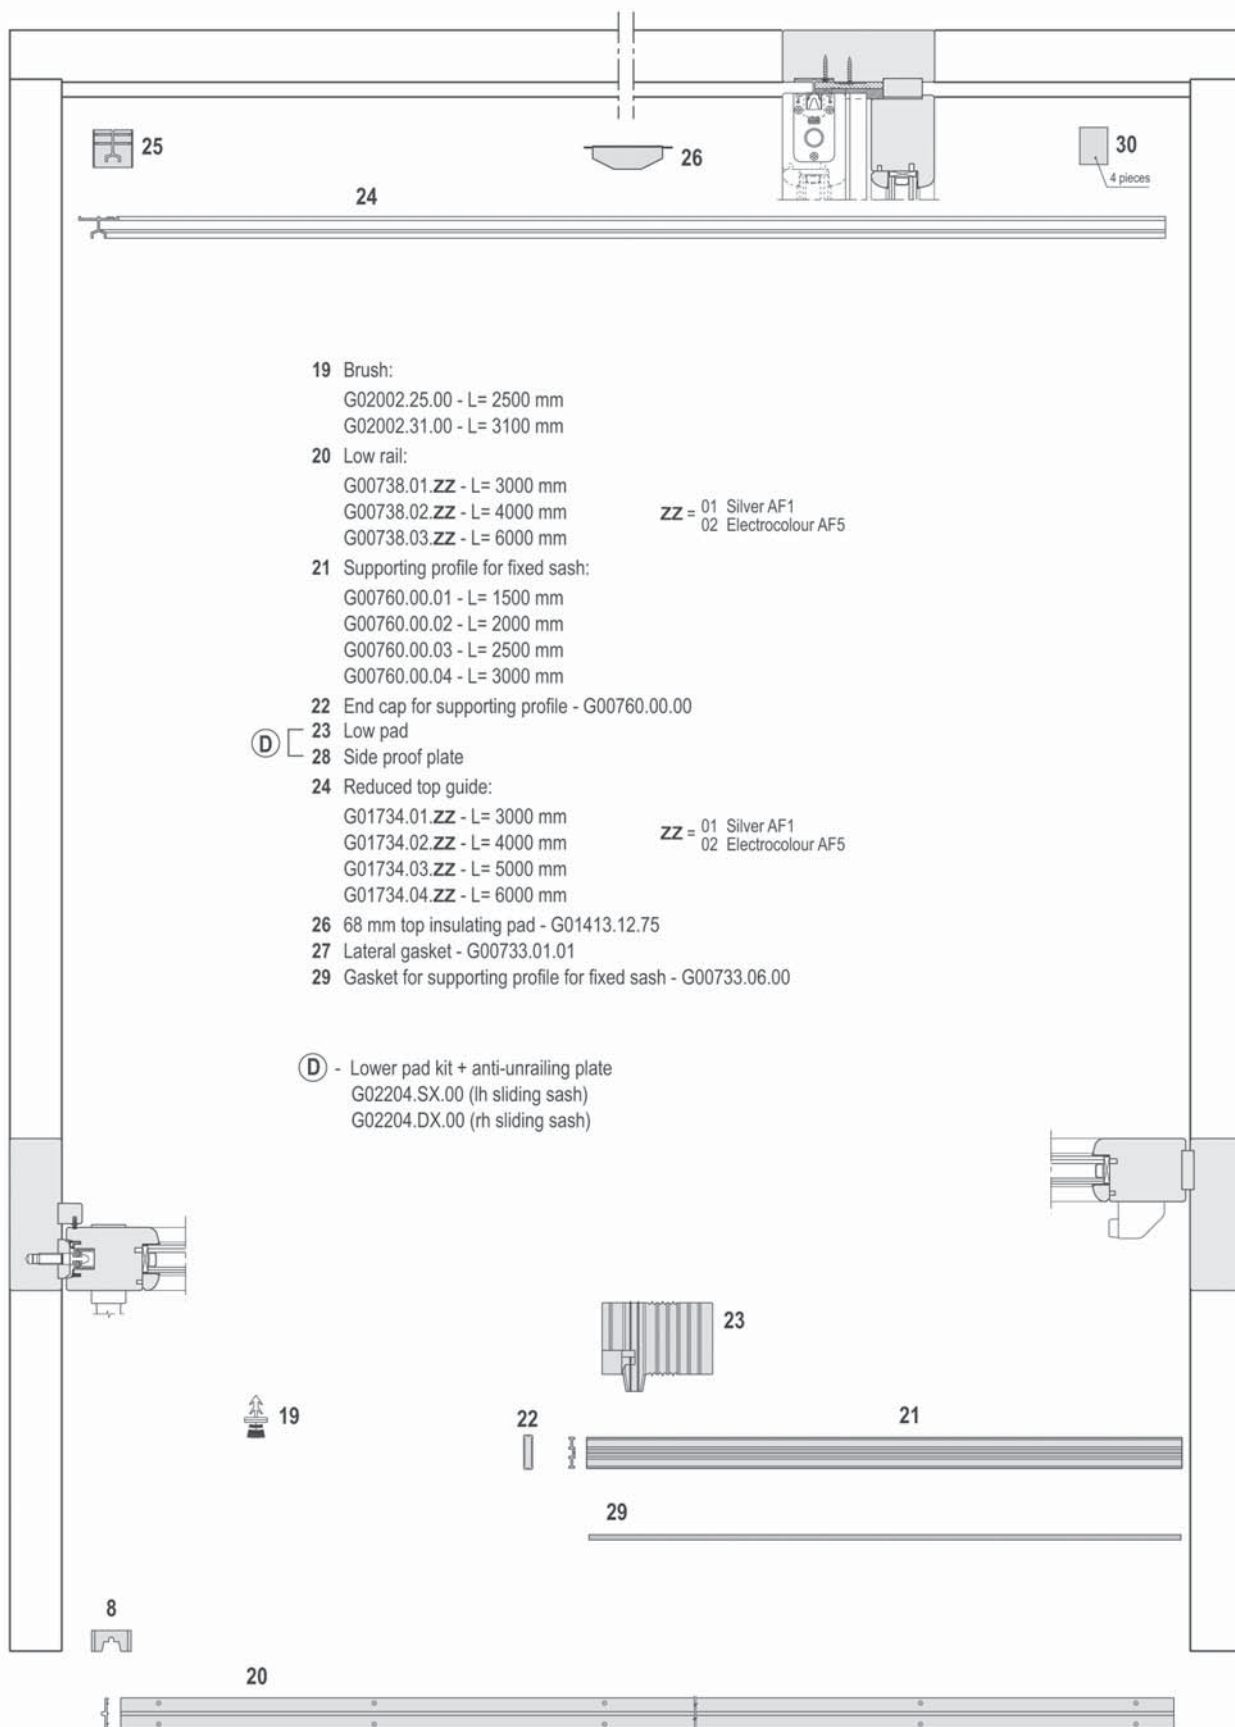 25
26
30
4 pieces
24
19 Brush:
G02002.25.00 - L= 2500 mm
G02002.31.00 - L= 3100 mm
20 Low rail:
G00738.01.ZZ - L= 3000 mm
G00738.02.ZZ - L= 4000 mm
G00738.03.ZZ - L= 6000 mm
ZZ = 01 Silver AF1
02 Electrocolour AF5
21 Supporting profile for fixed sash:
G00760.00.01 - L= 1500 mm
G00760.00.02 - L= 2000 mm
G00760.00.03 - L= 2500 mm
G00760.00.04 - L= 3000 mm
22 End cap for supporting profile - G00760.00.00
D
23 Low pad
28 Side proof plate
24 Reduced top guide:
G01734.01.ZZ - L= 3000 mm
G01734.02.ZZ - L= 4000 mm
G01734.03.ZZ - L= 5000 mm
G01734.04.ZZ - L= 6000 mm
ZZ = 01 Silver AF1
02 Electrocolour AF5
26 68 mm top insulating pad - G01413.12.75
27 Lateral gasket - G00733.01.01
29 Gasket for supporting profile for fixed sash - G00733.06.00
D - Lower pad kit + anti-unrailing plate
G02204.SX.00 (lh sliding sash)
G02204.DX.00 (rh sliding sash)
23
19
22
21
29
8
20